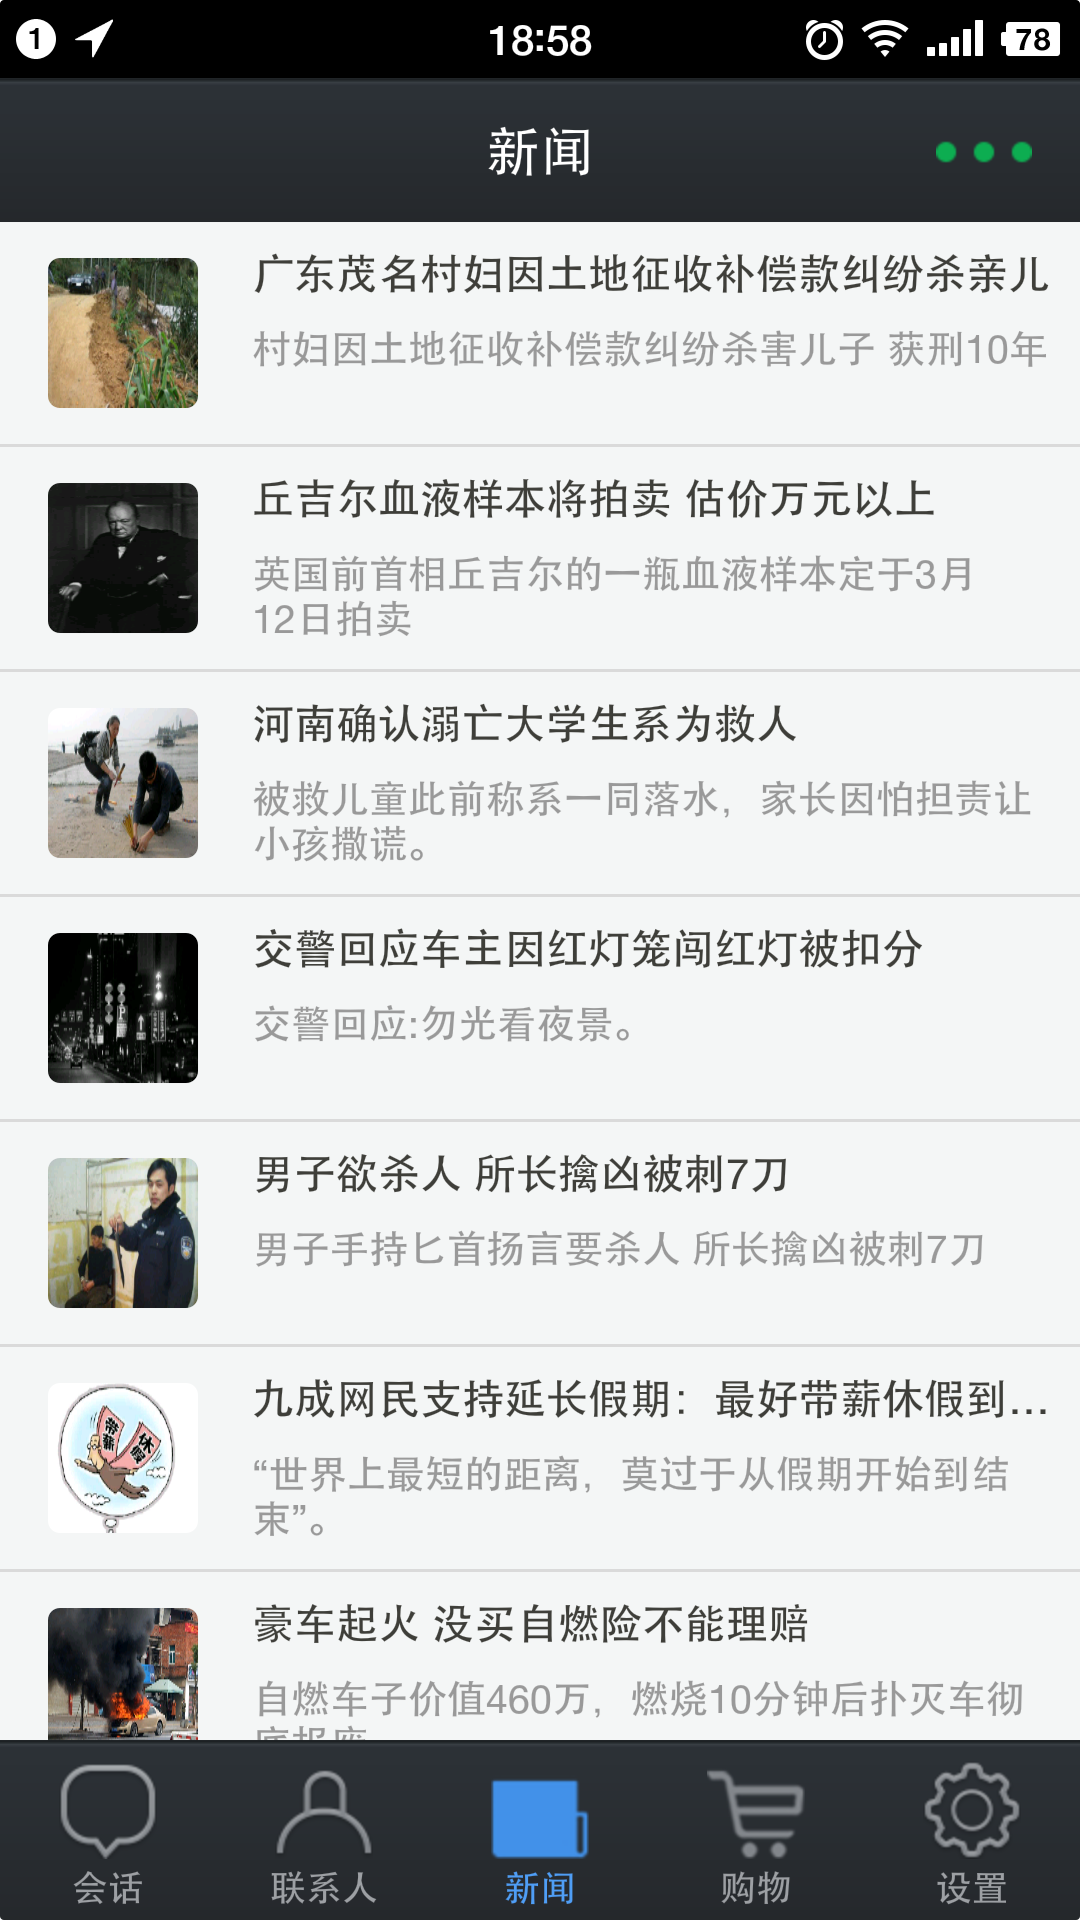 1
18:58
78
新闻
广东茂名村妇因土地征收补偿款纠纷杀亲儿
村妇因土地征收补偿款纠纷杀害儿子 获刑10年
丘吉尔血液样本将拍卖 估价万元以上
英国前首相丘吉尔的一瓶血液样本定于3月
12日拍卖
河南确认溺亡大学生系为救人
被救儿童此前称系一同落水，家长因怕担责让
小孩撒谎。
交警回应车主因红灯笼闯红灯被扣分
交警回应:勿光看夜景。
男子欲杀人 所长擒凶被刺7刀
男子手持匕首扬言要杀人 所长擒凶被刺7刀
九成网民支持延长假期：最好带薪休假到...
带薪
休假
“世界上最短的距离，莫过于从假期开始到结
束”。
豪车起火 没买自燃险不能理赔
自燃车子价值460万，燃烧10分钟后扑灭车彻
底报废
会话
联系人
新闻
购物
设置